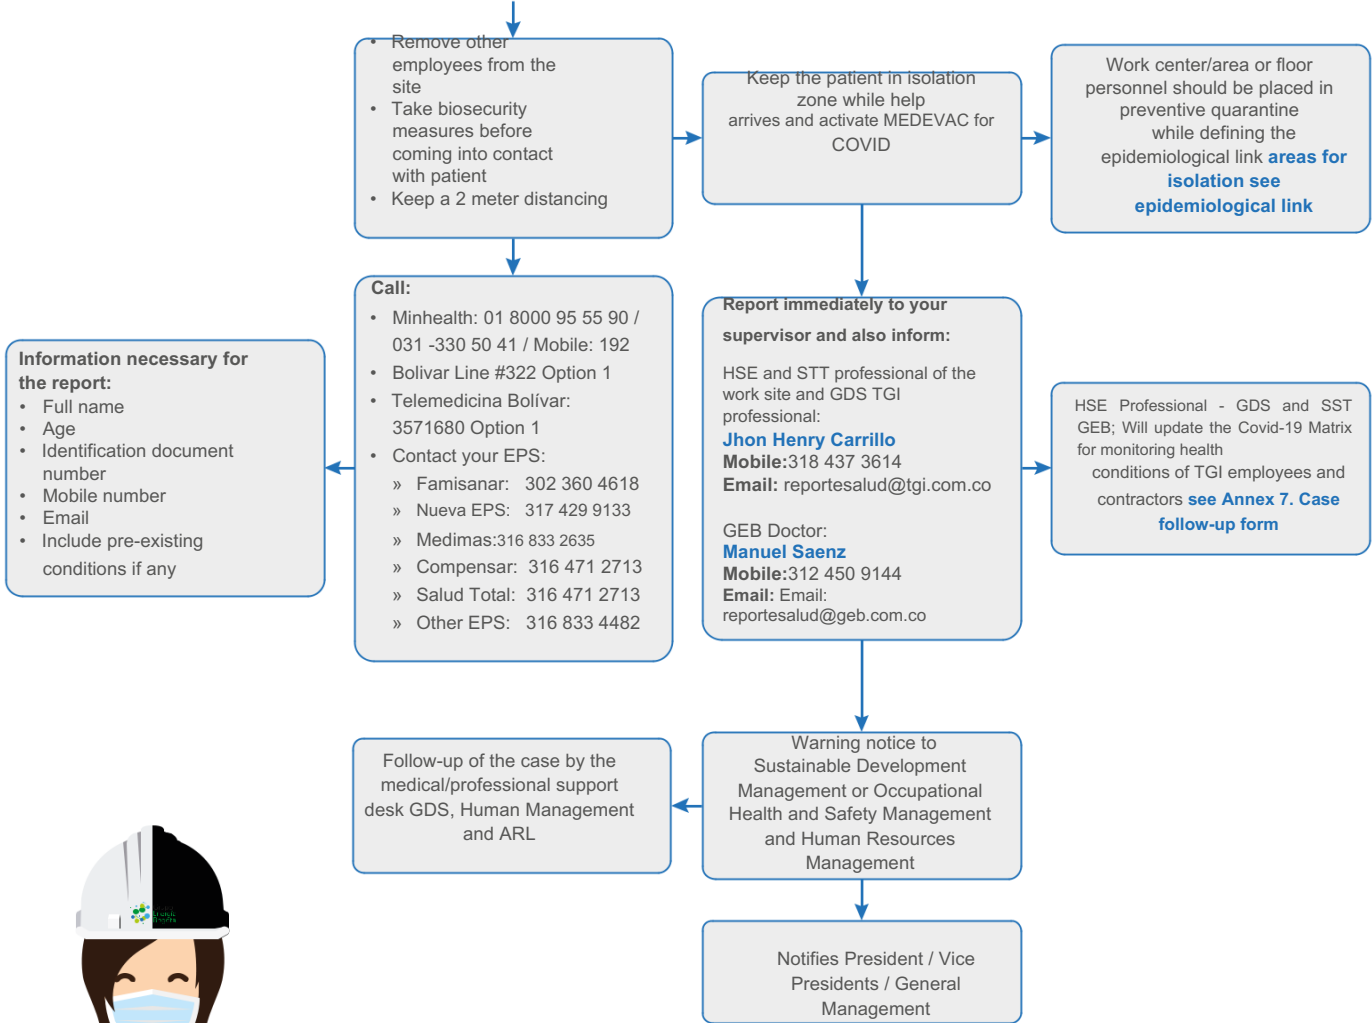 • Remove other
employees from the
site
• Take biosecurity
measures before
coming into contact
with patient
• Keep a 2 meter distancing
Keep the patient in isolation
zone while help
arrives and activate MEDEVAC for
COVID
Work center/area or floor
personnel should be placed in
preventive quarantine
while defining the
epidemiological link areas for
isolation see
epidemiological link
Information necessary for
the report:
• Full name
• Age
• Identification document
number
• Mobile number
• Email
• Include pre-existing
conditions if any
Call:
• Minhealth: 01 8000 95 55 90 /
031 -330 50 41 / Mobile: 192
• Bolivar Line #322 Option 1
• Telemedicina Bolívar:
3571680 Option 1
• Contact your EPS:
» Famisanar: 302 360 4618
» Nueva EPS: 317 429 9133
» Medimas:316 833 2635
» Compensar: 316 471 2713
» Salud Total: 316 471 2713
» Other EPS: 316 833 4482
Report immediately to your
supervisor and also inform:
HSE and STT professional of the
work site and GDS TGI
professional:
Jhon Henry Carrillo
Mobile:318 437 3614
Email: reportesalud@tgi.com.co
GEB Doctor:
Manuel Saenz
Mobile:312 450 9144
Email: Email:
reportesalud@geb.com.co
HSE Professional - GDS and SST
GEB; Will update the Covid-19 Matrix
for monitoring health
conditions of TGI employees and
contractors see Annex 7. Case
follow-up form
Follow-up of the case by the
medical/professional support
desk GDS, Human Management
and ARL
Warning notice to
Sustainable Development
Management or Occupational
Health and Safety Management
and Human Resources
Management
Notifies President / Vice
Presidents / General
Management